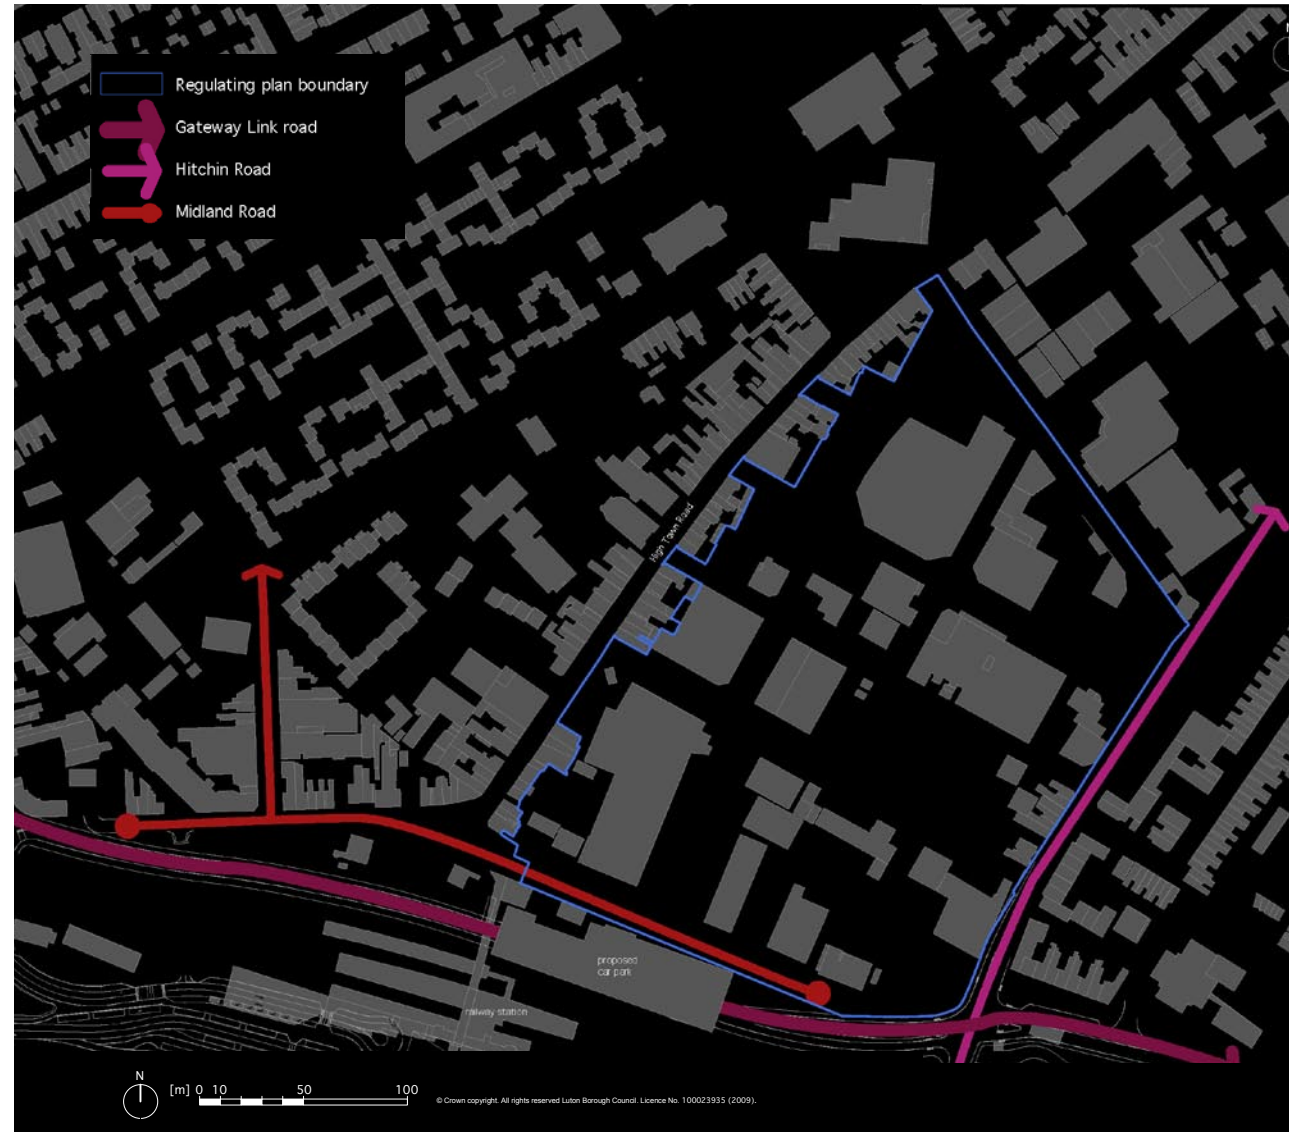 Regulating plan boundary
Gateway Link road
Hitchin Road
Midland Road
High Town Road
proposed
car park
railway station
N
[m] 0 10 50 100
© Crown copyright. All rights reserved Luton Borough Council. Licence No. 100023935 (2009).